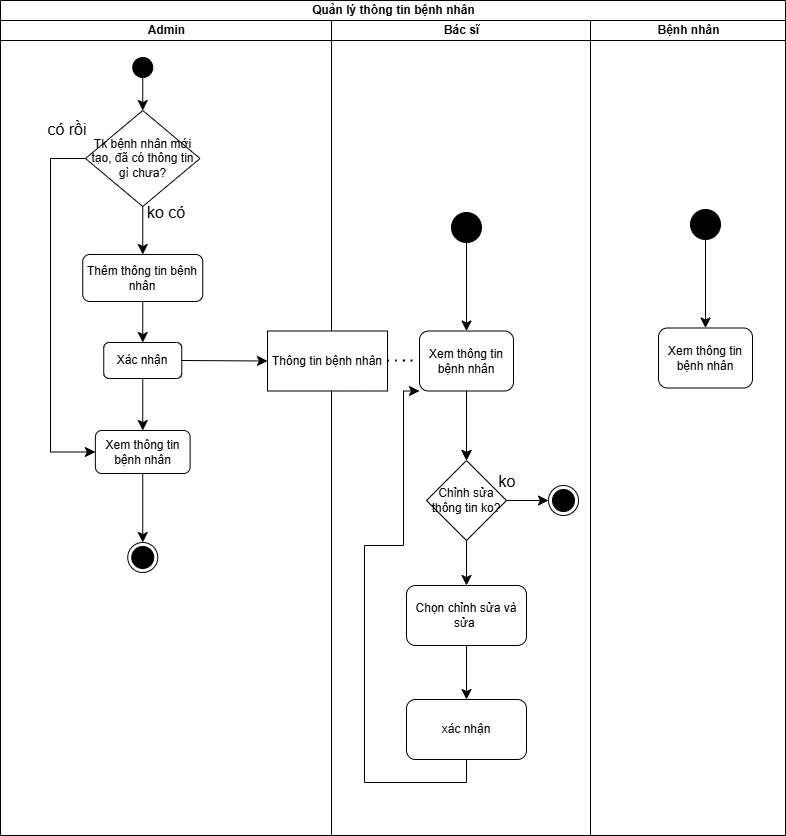 Quản lý thông tin bệnh nhân
Admin
Bác sĩ
Bệnh nhân
có rồi
Tk bệnh nhân mới
tạo, đã có thông tin
gì chưa?
ko có
Thêm thông tin bệnh
nhân
Xác nhận
Thông tin bệnh nhân
Xem thông tin
bệnh nhân
Xem thông tin
bệnh nhân
Xem thông tin
bệnh nhân
Chỉnh sửa
thông tin ko?
ko
Chọn chỉnh sửa và
sửa
xác nhận